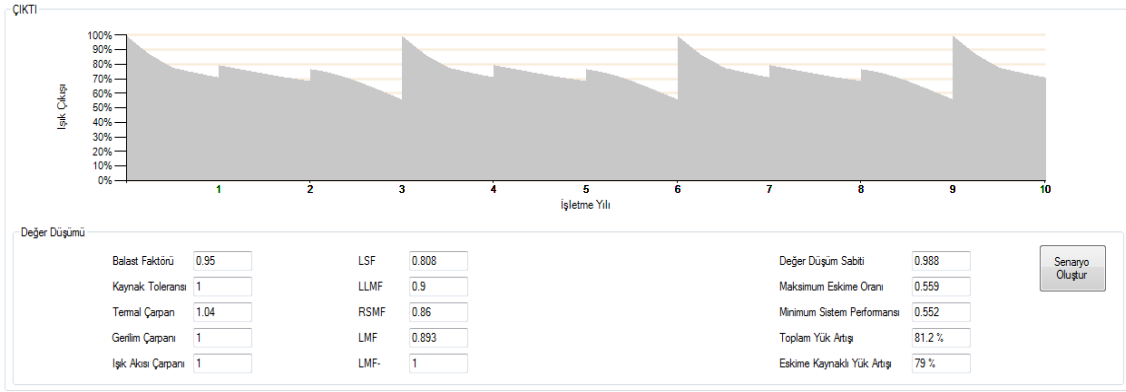 ÇIKTI
100%
90%
80%
70%
60%
50%
40%
30%
20%
10%
0%
Işık Çıkışı
1 2 3 4 5 6 7 8 9 10
İşletme Yılı
Değer Düşümü
Balast Faktörü 0.95 LSF 0.808 Değer Düşüm Sabiti 0.988
Kaynak Toleransı 1 LLMF 0.9 Maksimum Eskime Oranı 0.559
Termal Çarpan 1.04 RSMF 0.86 Minimum Sistem Performansı 0.552
Gerilim Çarpanı 1 LMF 0.893 Toplam Yük Artışı 81.2 %
Işık Akısı Çarpanı 1 LMF- 1 Eskime Kaynaklı Yük Artışı 79 %
Senaryo
Oluştur